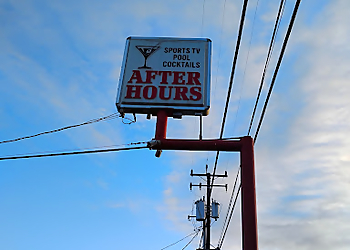 SPORTS TV
POOL
COCKTAILS
AFTER
HOURS